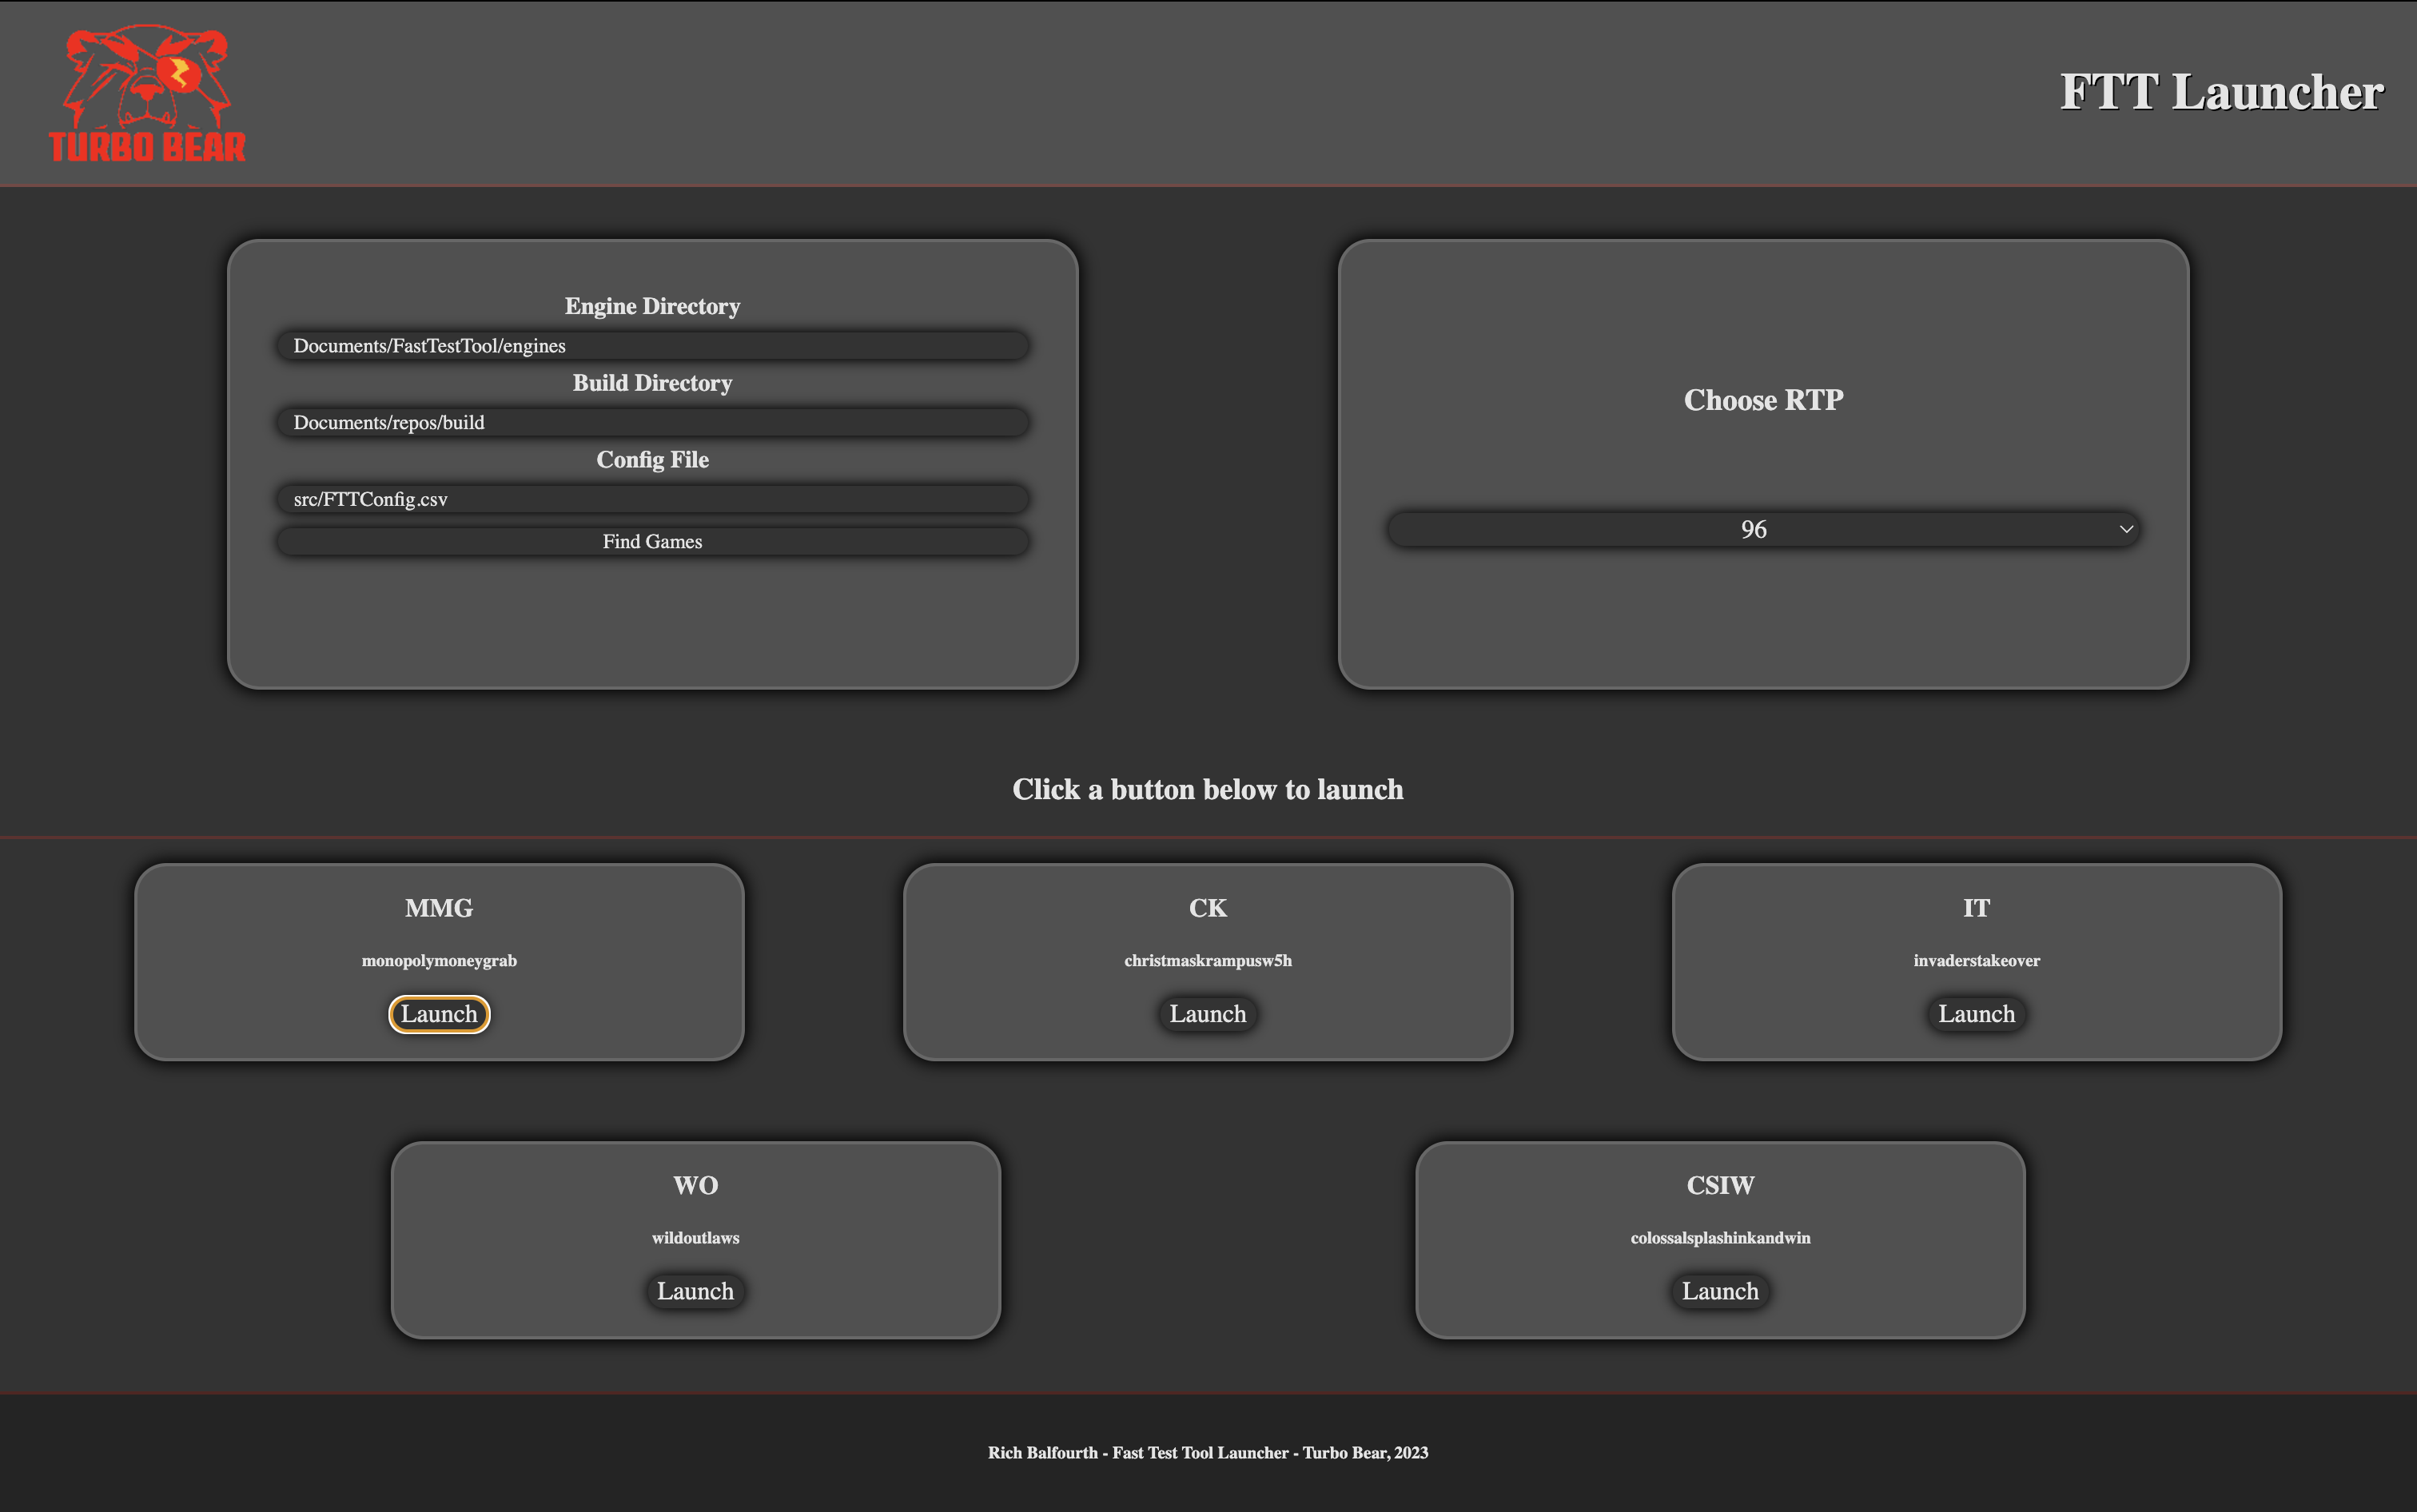 TURBO BEAR
FTT Launcher
Engine Directory
Documents/FastTestTool/engines
Build Directory
Documents/repos/build
Config File
src/FTTConfig.csv
Find Games
Choose RTP
96
Click a button below to launch
MMG
monopolymoneygrab
Launch
CK
christmaskrampusw5h
Launch
IT
invaderstakeover
Launch
WO
wildoutlaws
Launch
CSIW
colossalsplashinkandwin
Launch
Rich Balfourth - Fast Test Tool Launcher - Turbo Bear, 2023